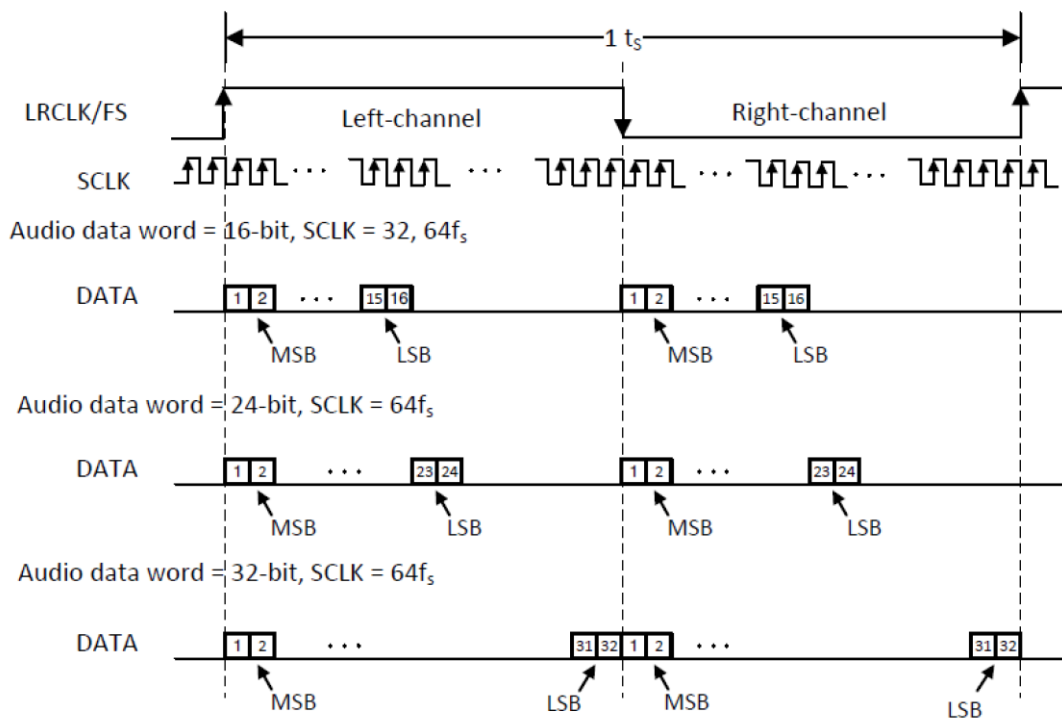 1 tS
LRCLK/FS
Left-channel
Right-channel
SCLK
Audio data word = 16-bit, SCLK = 32, 64fs
DATA
1 2 ... 15 16 1 2 ... 15 16
MSB LSB MSB LSB
Audio data word = 24-bit, SCLK = 64fs
DATA
1 2 ... 23 24 1 2 ... 23 24
MSB LSB MSB LSB
Audio data word = 32-bit, SCLK = 64fs
DATA
1 2 ... 31 32 1 2 ... 31 32
MSB LSB MSB LSB